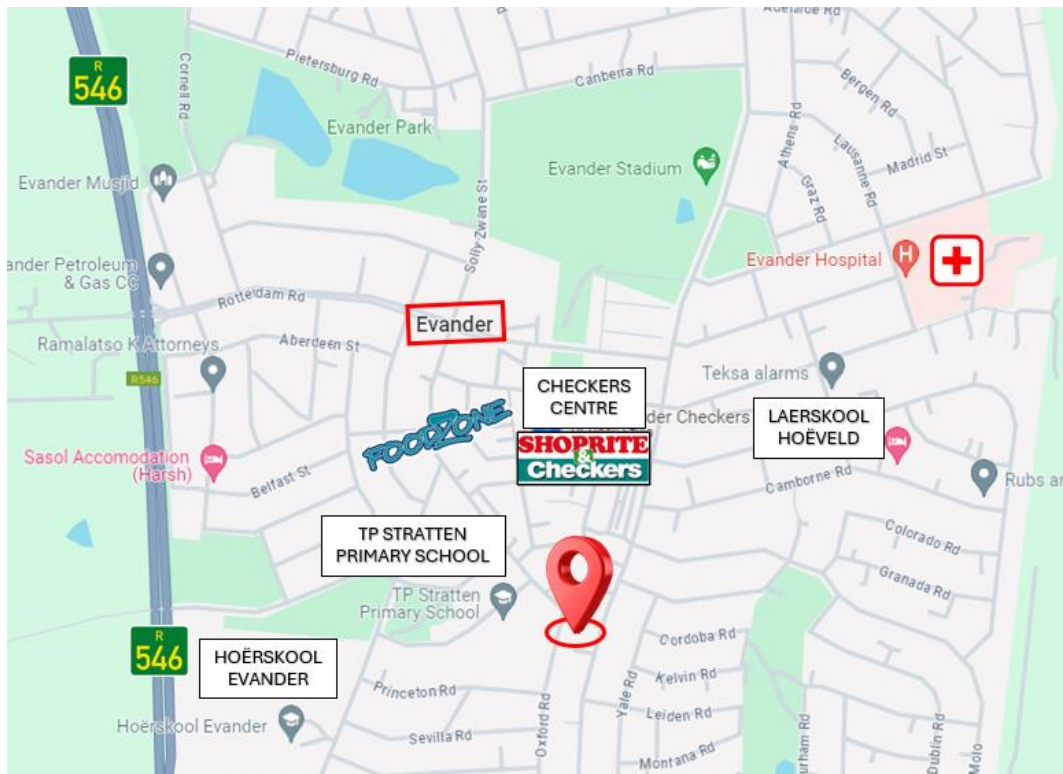 Adelaide Rd
Pietersburg Rd
Canberra Rd
Cornell Rd
R
546
Bergen Rd
Evander Park
Athens Rd
Lausanne Rd
Madrid St
Evander Stadium
Evander Musjid
Graz Rd
Solly Zwane St
Evander Hospital
H
ander Petroleum
& Gas CC
Rotterdam Rd
Evander
Aberdeen St
Ramalatso K Attorneys
R546
Teksa alarms
CHECKERS
CENTRE
FOODZONE
der Checkers
LAERSKOOL
HOËVELD
SHOPRITE
&
Checkers
Sasol Accomodation
(Harsh)
Belfast St
Camborne Rd
Rubs ar
TP STRATTEN
PRIMARY SCHOOL
Colorado Rd
Granada Rd
TP Stratten
Primary School
Cordoba Rd
R
546
HOËRSKOOL
EVANDER
Kelvin Rd
Princeton Rd
Yale Rd
Leiden Rd
Hoërskool Evander
Sevilla Rd
Oxford Rd
Montana Rd
urham Rd
Dublin Rd
Molo